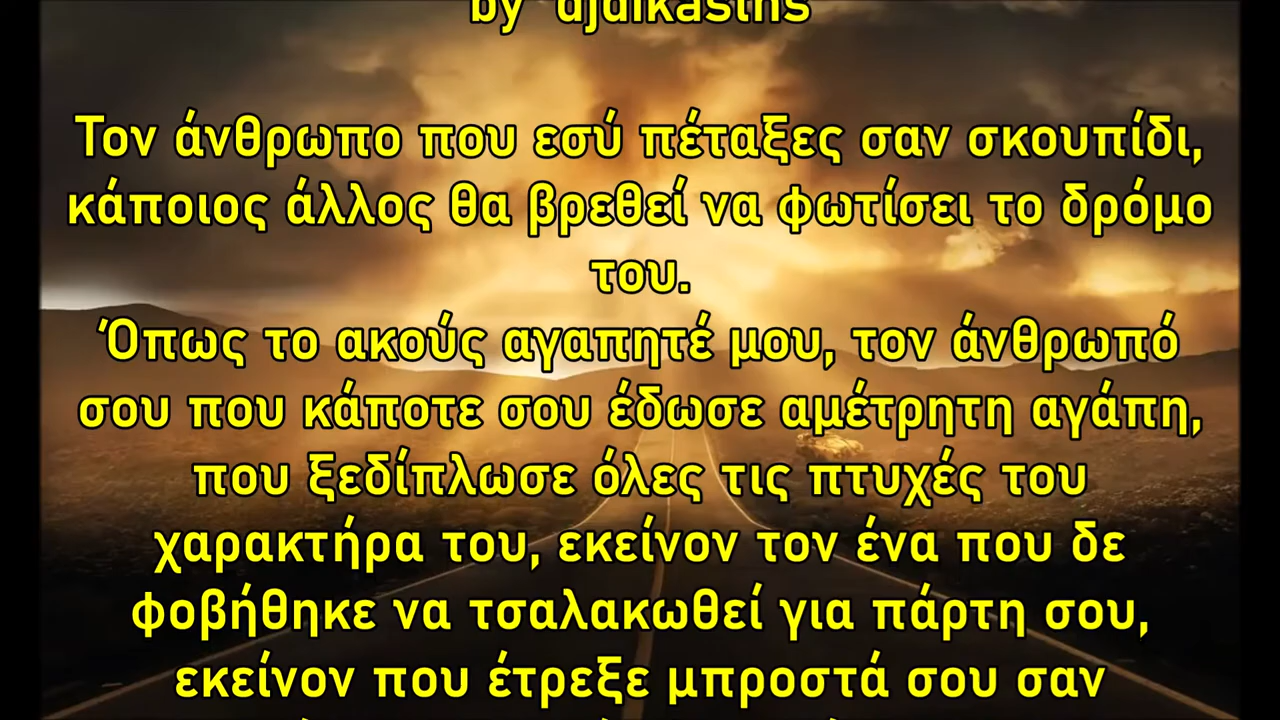 by djdikasths
Τον άνθρωπο που εσύ πέταξες σαν σκουπίδι,
κάποιος άλλος θα βρεθεί να φωτίσει το δρόμο
του.
Όπως το ακούς αγαπητέ μου, τον άνθρωπό
σου που κάποτε σου έδωσε αμέτρητη αγάπη,
που ξεδίπλωσε όλες τις πτυχές του
χαρακτήρα του, εκείνον τον ένα που δε
φοβήθηκε να τσαλακωθεί για πάρτη σου,
εκείνον που έτρεξε μπροστά σου σαν